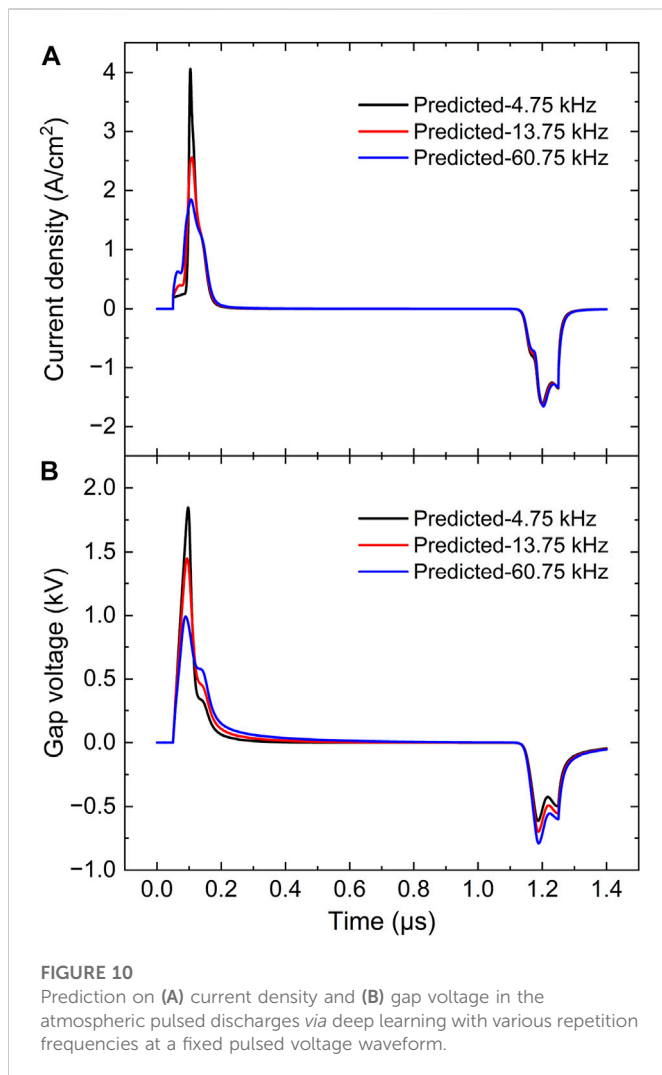 A
4
3
2
1
0
−1
−2
Current density (A/cm²)
Predicted-4.75 kHz
Predicted-13.75 kHz
Predicted-60.75 kHz
B
2.0
1.5
1.0
0.5
0.0
−0.5
−1.0
Gap voltage (kV)
Predicted-4.75 kHz
Predicted-13.75 kHz
Predicted-60.75 kHz
0.0 0.2 0.4 0.6 0.8 1.0 1.2 1.4
Time (μs)
FIGURE 10
Prediction on (A) current density and (B) gap voltage in the
atmospheric pulsed discharges via deep learning with various repetition
frequencies at a fixed pulsed voltage waveform.